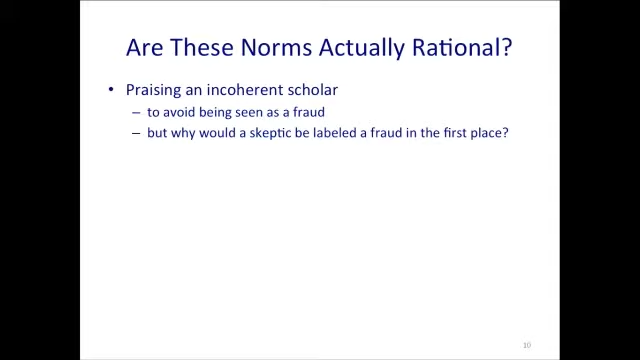 Are These Norms Actually Rational?
• Praising an incoherent scholar
– to avoid being seen as a fraud
– but why would a skeptic be labeled a fraud in the first place?
10